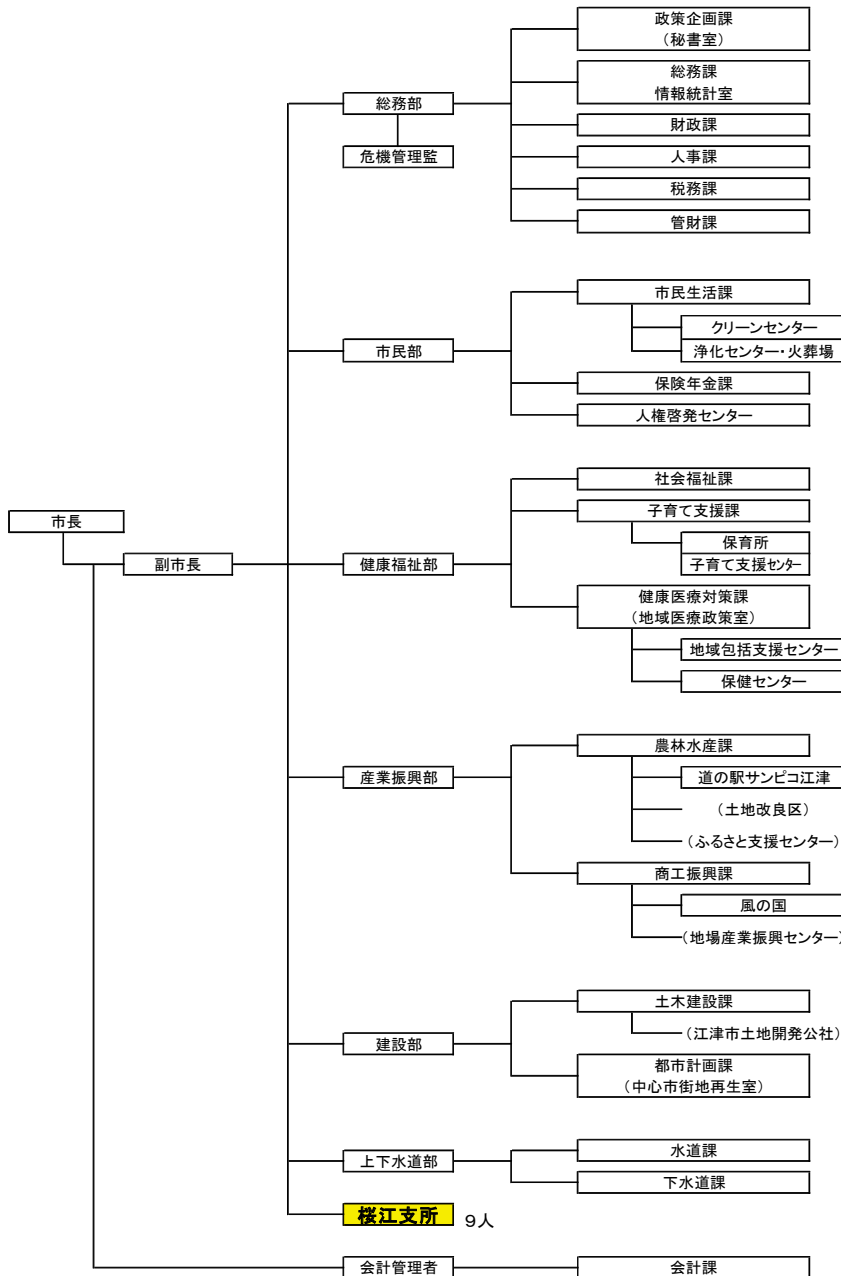 政策企画課
(秘書室)
総務課
情報統計室
総務部
財政課
危機管理監
人事課
税務課
管財課
市民生活課
クリーンセンター
市民部
浄化センター・火葬場
保険年金課
人権啓発センター
社会福祉課
市長
子育て支援課
保育所
副市長
健康福祉部
子育て支援センター
健康医療対策課
(地域医療政策室)
地域包括支援センター
保健センター
農林水産課
産業振興部
道の駅サンピコ江津
(土地改良区)
(ふるさと支援センター)
商工振興課
風の国
(地場産業振興センター)
土木建設課
(江津市土地開発公社)
建設部
都市計画課
(中心市街地再生室)
水道課
上下水道部
下水道課
桜江支所 9人
会計管理者
会計課